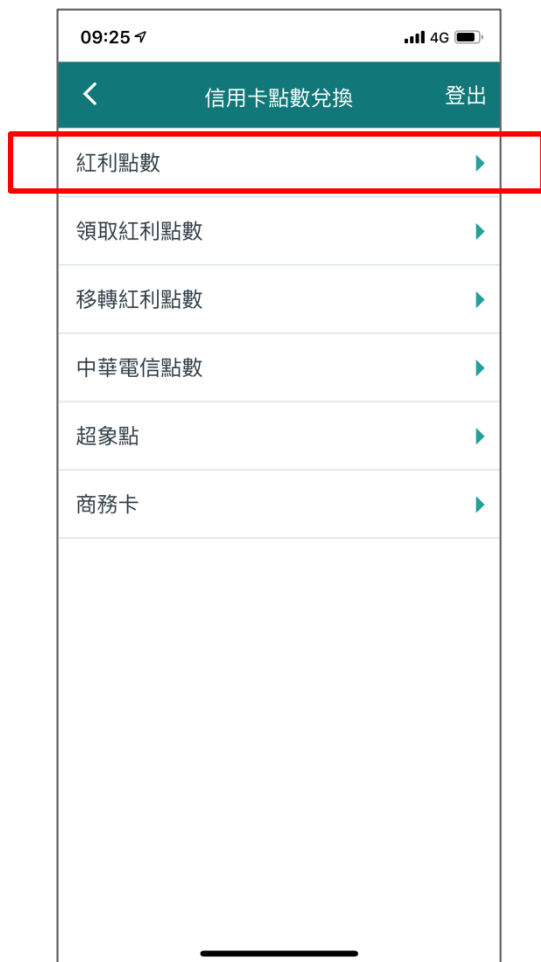 09:25 4G
信用卡點數兌換 登出
紅利點數
領取紅利點數
移轉紅利點數
中華電信點數
超象點
商務卡